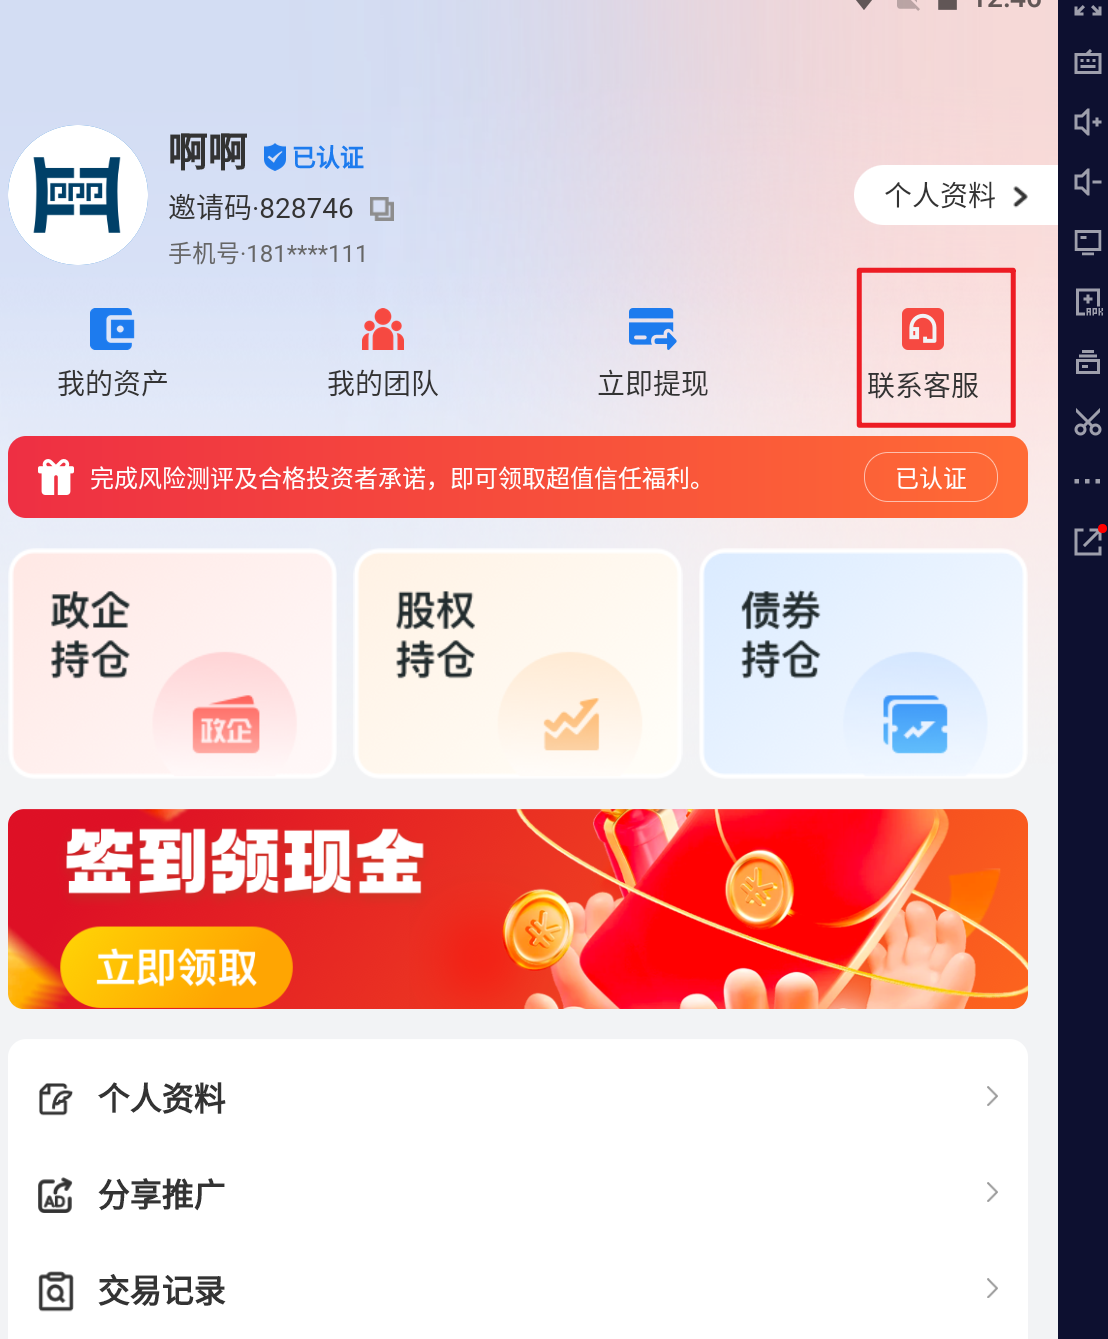 啊啊 已认证
邀请码·828746
手机号·181****111
个人资料
我的资产 我的团队 立即提现 联系客服
完成风险测评及合格投资者承诺，即可领取超值信任福利。 已认证
政企
持仓
政企
股权
持仓
债券
持仓
签到领现金
立即领取
个人资料
AD 分享推广
交易记录
APK